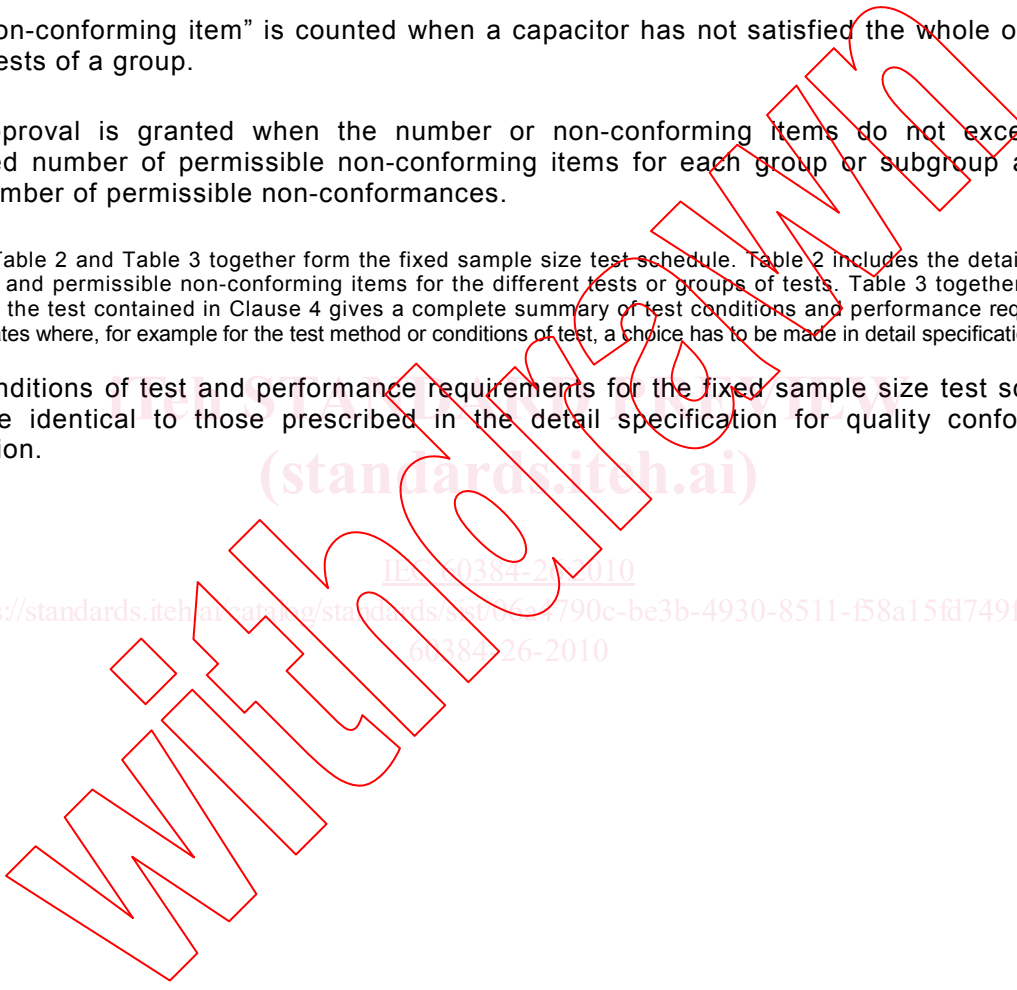 on-conforming item” is counted when a capacitor has not satisfied the whole o
ests of a group.
proval is granted when the number or non-conforming items do not exce
ed number of permissible non-conforming items for each group or subgroup a
mber of permissible non-conformances.
Table 2 and Table 3 together form the fixed sample size test schedule. Table 2 includes the detai
and permissible non-conforming items for the different tests or groups of tests. Table 3 together
the test contained in Clause 4 gives a complete summary of test conditions and performance req
ates where, for example for the test method or conditions of test, a choice has to be made in detail specificati
nditions of test and performance requirements for the fixed sample size test sc
e identical to those prescribed in the detail specification for quality confo
ion.
iTeh STANDARD PREVIEW
(standards.iteh.ai)
IEC 60384-26:2010
s://standards.iteh.ai/catalog/standards/sist/
790c-be3b-4930-8511-f58a15fd749f
60384-26-2010
withdrawn